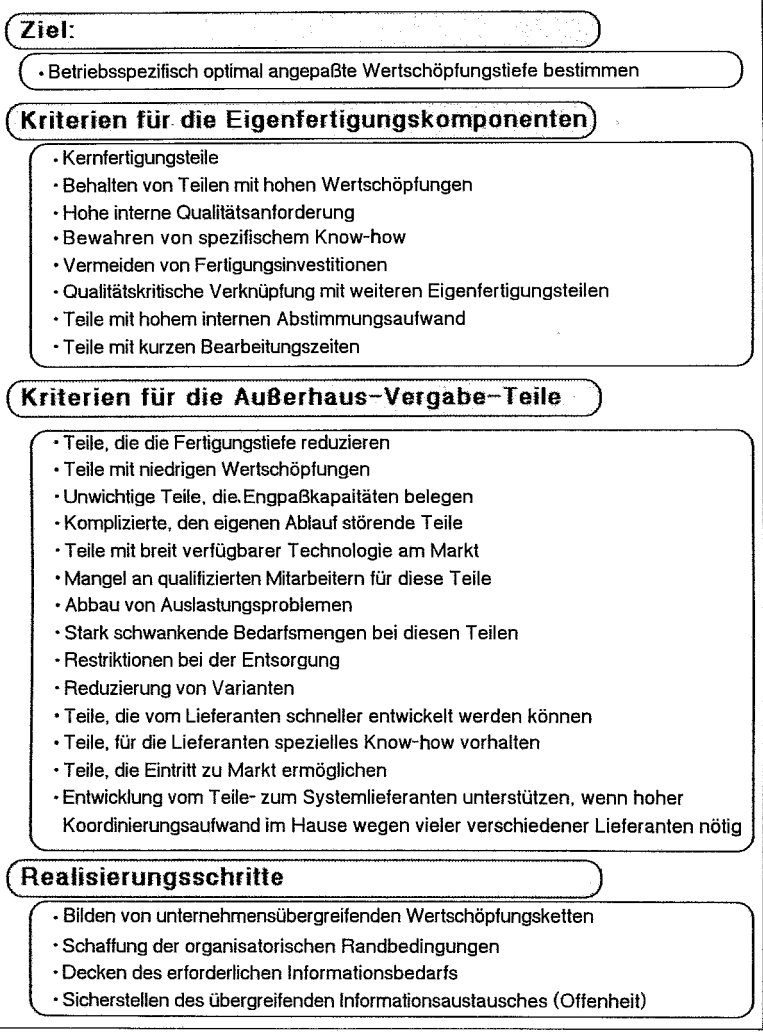 Ziel:
· Betriebsspezifisch optimal angepaßte Wertschöpfungstiefe bestimmen
Kriterien für die Eigenfertigungskomponenten
· Kernfertigungsteile
· Behalten von Teilen mit hohen Wertschöpfungen
· Hohe interne Qualitätsanforderung
· Bewahren von spezifischem Know-how
· Vermeiden von Fertigungsinvestitionen
· Qualitätskritische Verknüpfung mit weiteren Eigenfertigungsteilen
· Teile mit hohem internen Abstimmungsaufwand
· Teile mit kurzen Bearbeitungszeiten
Kriterien für die Außerhaus-Vergabe-Teile
· Teile, die die Fertigungstiefe reduzieren
· Teile mit niedrigen Wertschöpfungen
· Unwichtige Teile, die Engpaßkapaitäten belegen
· Komplizierte, den eigenen Ablauf störende Teile
· Teile mit breit verfügbarer Technologie am Markt
· Mangel an qualifizierten Mitarbeitern für diese Teile
· Abbau von Auslastungsproblemen
· Stark schwankende Bedarfsmengen bei diesen Teilen
· Restriktionen bei der Entsorgung
· Reduzierung von Varianten
· Teile, die vom Lieferanten schneller entwickelt werden können
· Teile, für die Lieferanten spezielles Know-how vorhalten
· Teile, die Eintritt zu Markt ermöglichen
· Entwicklung vom Teile- zum Systemlieferanten unterstützen, wenn hoher
Koordinierungsaufwand im Hause wegen vieler verschiedener Lieferanten nötig
Realisierungsschritte
· Bilden von unternehmensübergreifenden Wertschöpfungsketten
· Schaffung der organisatorischen Randbedingungen
· Decken des erforderlichen Informationsbedarfs
· Sicherstellen des übergreifenden Informationsaustausches (Offenheit)